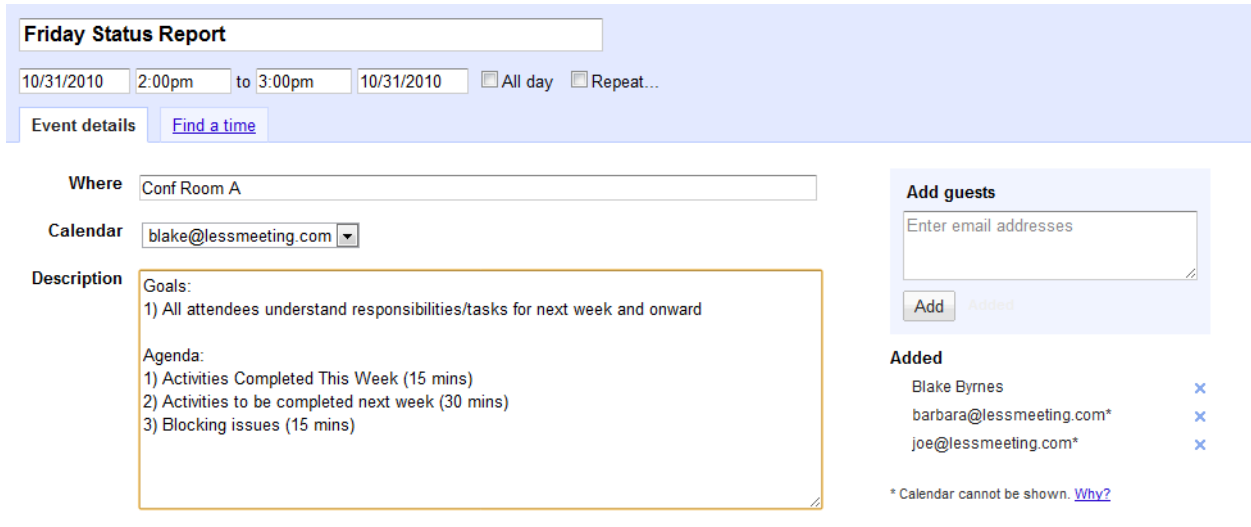 Friday Status Report
10/31/2010 2:00pm to 3:00pm 10/31/2010 All day Repeat...
Event details Find a time
Where Conf Room A
Calendar blake@lessmeeting.com
Description
Goals:
1) All attendees understand responsibilities/tasks for next week and onward
Agenda:
1) Activities Completed This Week (15 mins)
2) Activities to be completed next week (30 mins)
3) Blocking issues (15 mins)
Add guests
Enter email addresses
Add Added
Added
Blake Byrnes
barbara@lessmeeting.com*
joe@lessmeeting.com*
* Calendar cannot be shown. Why?